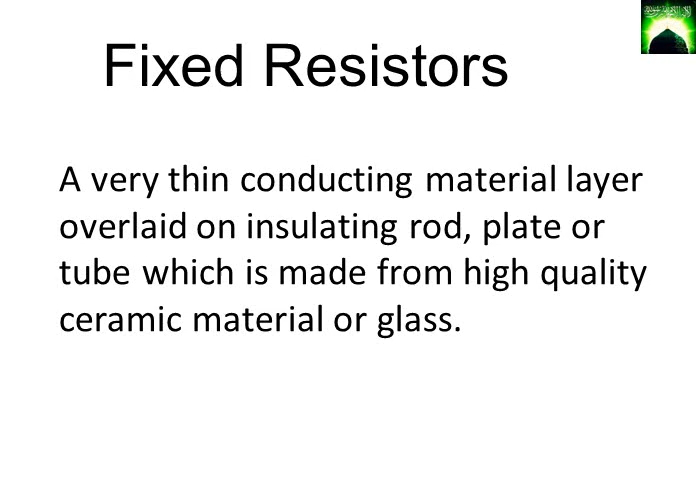 Fixed Resistors
A very thin conducting material layer
overlaid on insulating rod, plate or
tube which is made from high quality
ceramic material or glass.